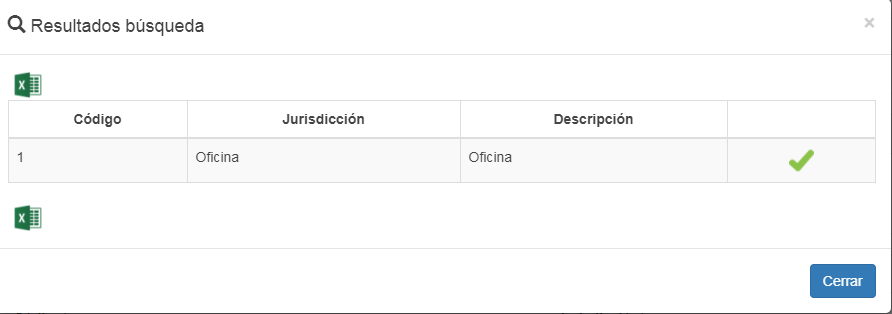 Resultados búsqueda
×
Código Jurisdicción Descripción
1 Oficina Oficina
Cerrar